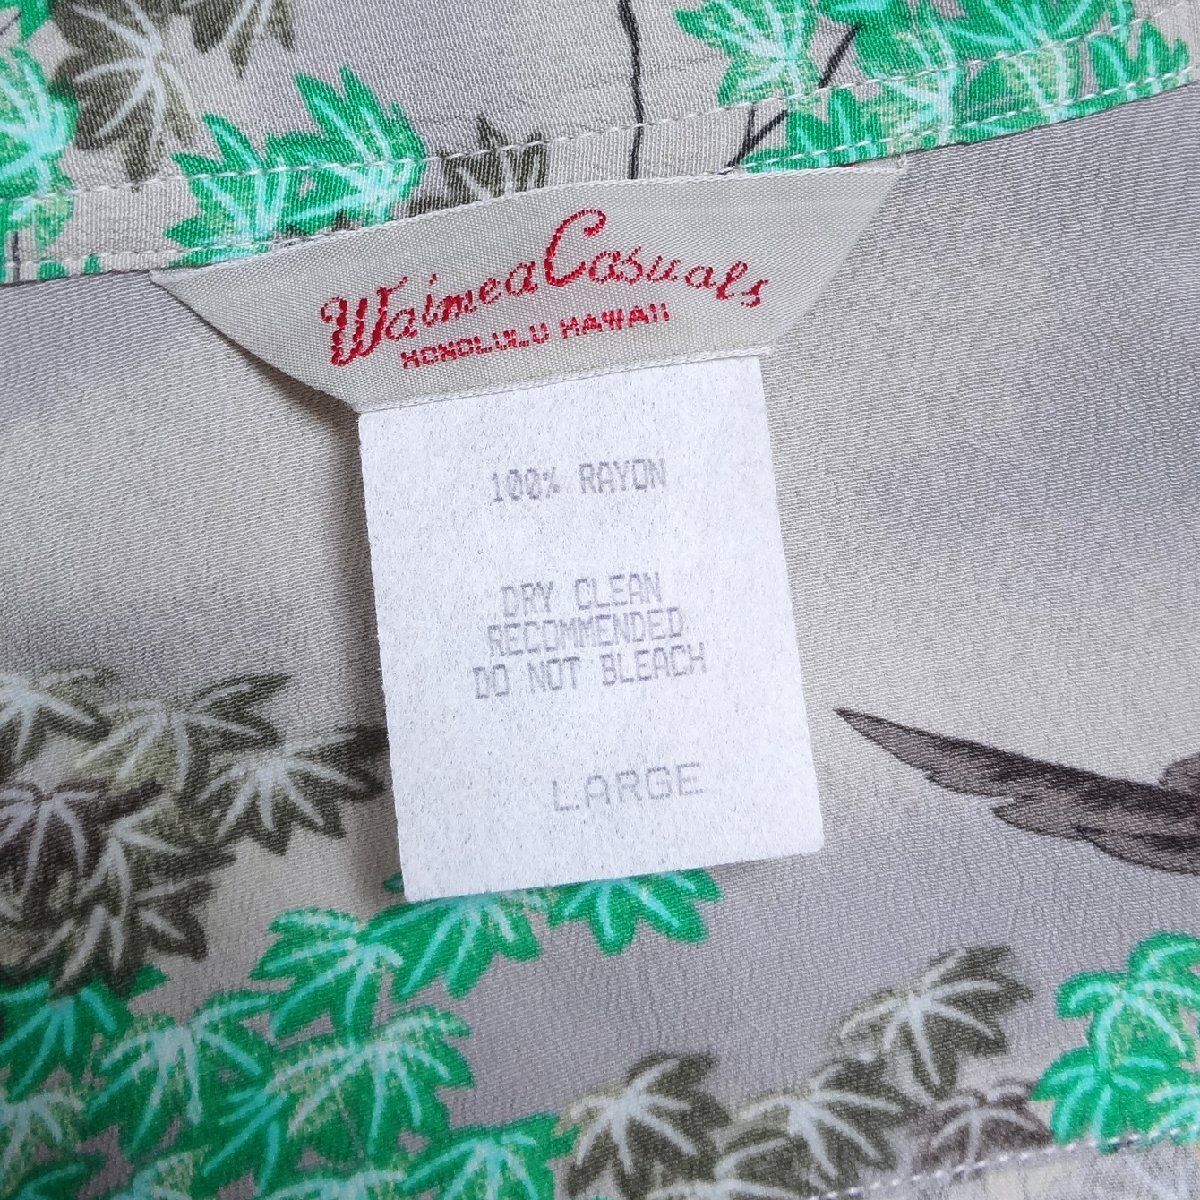 Waimea Casuals
HONOLULU HAWAII
100% RAYON
DRY CLEAN
RECOMMENDED
DO NOT BLEACH
LARGE